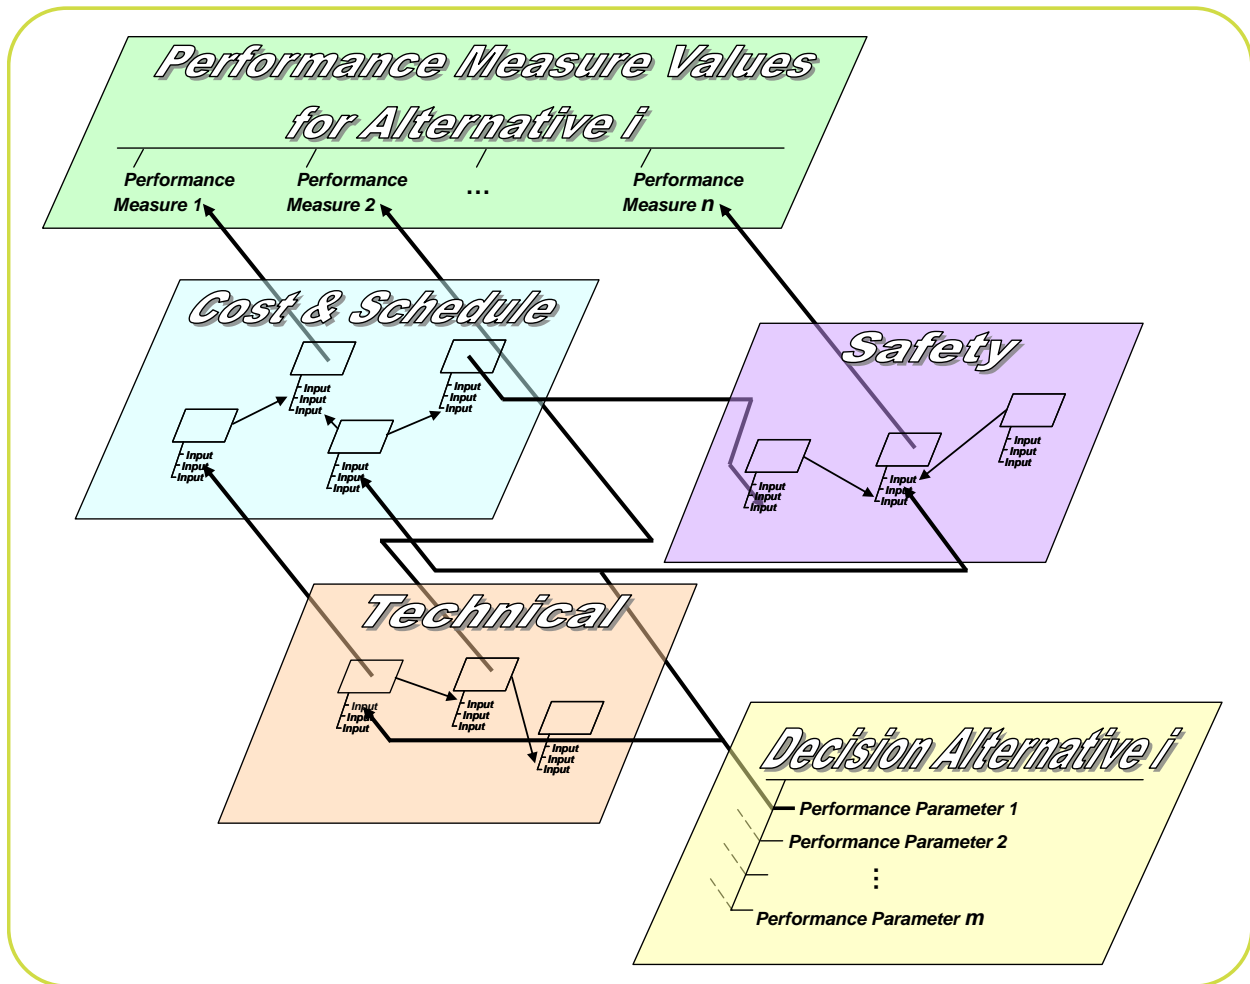 Performance Measure Values
for Alternative i
Performance
Measure 1
Performance
Measure 2
...
Performance
Measure n
Cost & Schedule
Input
Input
Input
Input
Input
Input
Input
Input
Input
Input
Input
Input
Safety
Input
Input
Input
Input
Input
Input
Input
Input
Input
Technical
Input
Input
Input
Input
Input
Input
Input
Input
Input
Decision Alternative i
Performance Parameter 1
Performance Parameter 2
⋮
Performance Parameter m